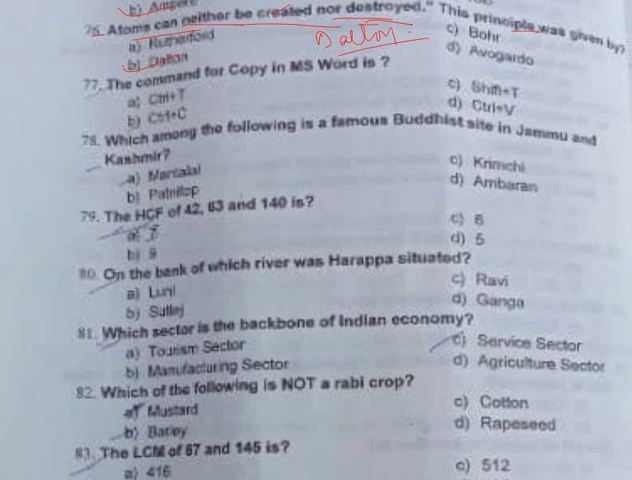 b) Ampere
76. Atoms can neither be created nor destroyed." This principle was given by?
a) Rutherford
c) Bohr
b) Dalton
d) Avogardo
Dalton
77. The command for Copy in MS Word is ?
a) Ctrl+T
c) Shift+T
b) Ctrl+C
d) Ctrl+V
78. Which among the following is a famous Buddhist site in Jammu and
Kashmir?
a) Mantalai
c) Krimchi
b) Patnitop
d) Ambaran
79. The HCF of 42, 63 and 140 is?
a) 7
c) 6
b) 9
d) 5
80. On the bank of which river was Harappa situated?
a) Luni
c) Ravi
b) Sutlej
d) Ganga
81. Which sector is the backbone of Indian economy?
a) Tourism Sector
c) Service Sector
b) Manufacturing Sector
d) Agriculture Sector
82. Which of the following is NOT a rabi crop?
a) Mustard
c) Cotton
b) Barley
d) Rapeseed
83. The LCM of 87 and 145 is?
a) 416
c) 512